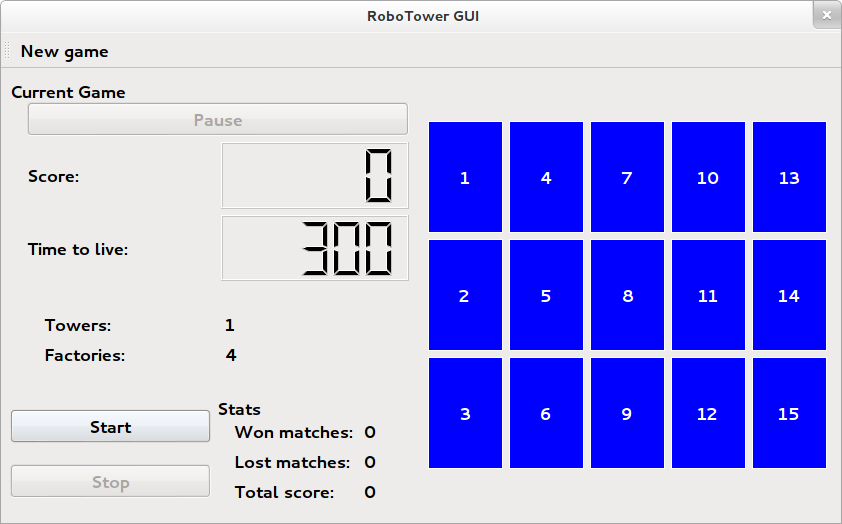 RoboTower GUI
New game
Current Game
Pause
Score: 0
Time to live: 300
Towers: 1
Factories: 4
Start
Stop
Stats
Won matches: 0
Lost matches: 0
Total score: 0
1 4 7 10 13
2 5 8 11 14
3 6 9 12 15